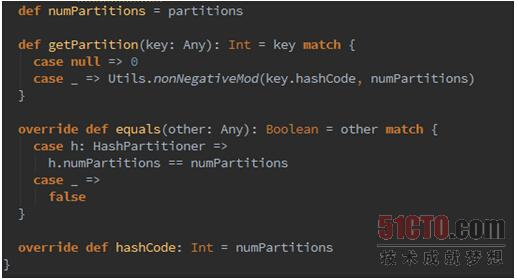 def numPartitions = partitions
def getPartition(key: Any): Int = key match {
case null => 0
case _ => Utils.nonNegativeMod(key.hashCode, numPartitions)
}
override def equals(other: Any): Boolean = other match {
case h: HashPartitioner =>
h.numPartitions == numPartitions
case _ =>
false
}
override def hashCode: Int = numPartitions
}
51CTO.com
技术成就梦想